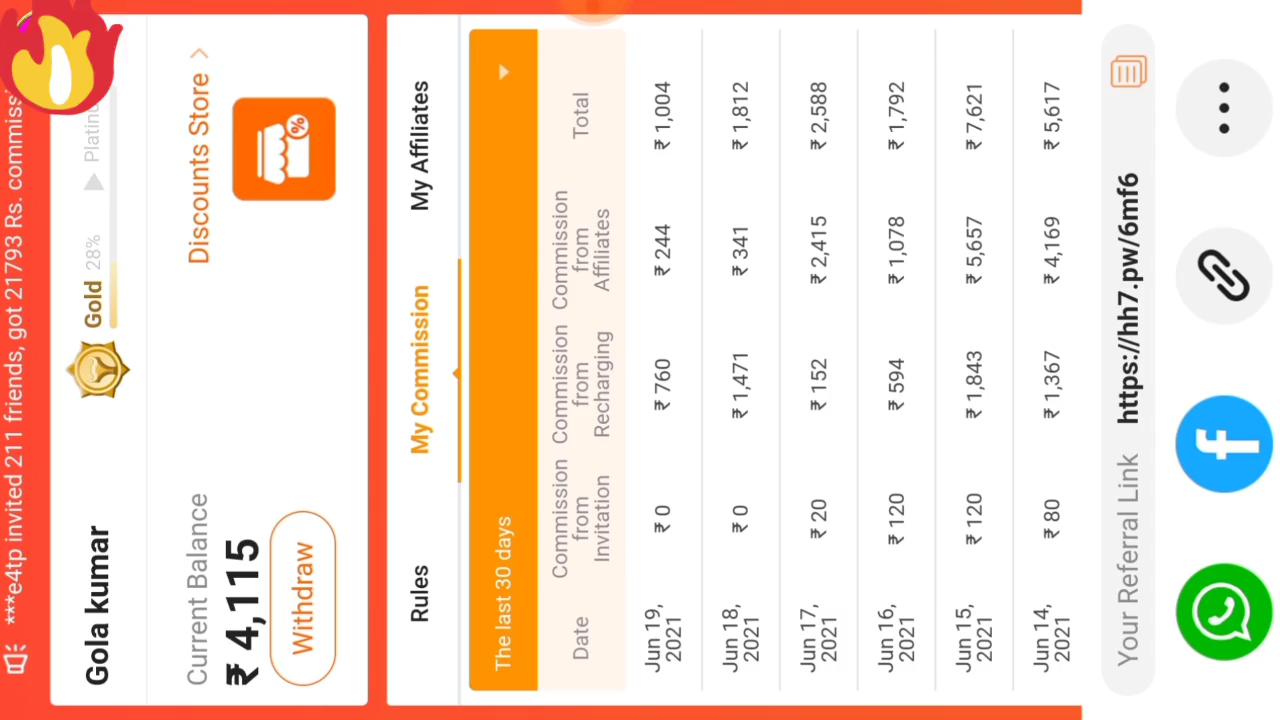 ***e4tp invited 211 friends, got 21793 Rs. commiss
Gola kumar
Gold 28%
Platin
Current Balance
₹ 4,115
Withdraw
Discounts Store >
Rules
My Commission
My Affiliates
The last 30 days
Date
Commission from Invitation
Commission from Recharging
Commission from Affiliates
Total
Jun 19, 2021 ₹ 0 ₹ 760 ₹ 244 ₹ 1,004
Jun 18, 2021 ₹ 0 ₹ 1,471 ₹ 341 ₹ 1,812
Jun 17, 2021 ₹ 20 ₹ 152 ₹ 2,415 ₹ 2,588
Jun 16, 2021 ₹ 120 ₹ 594 ₹ 1,078 ₹ 1,792
Jun 15, 2021 ₹ 120 ₹ 1,843 ₹ 5,657 ₹ 7,621
Jun 14, 2021 ₹ 80 ₹ 1,367 ₹ 4,169 ₹ 5,617
Your Referral Link https://hh7.pw/6mf6